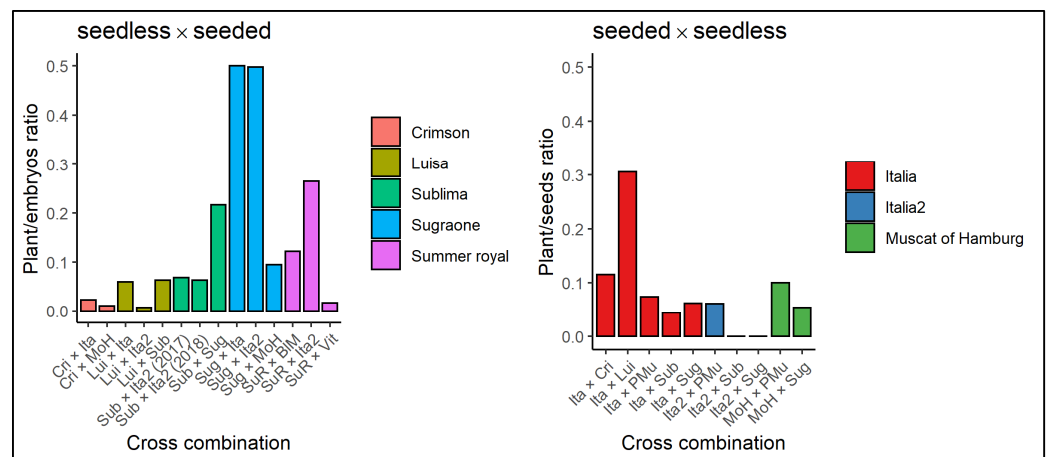 seedless × seeded
Plant/embryos ratio
0.5
0.4
0.3
0.2
0.1
0.0
Cri × Ita
Cri × MoH
Lui × Ita
Lui × Ita2
Lui × Sub
Sub × Ita2 (2017)
Sub × Ita2 (2018)
Sub × Sug
Sug × Ita
Sug × Ita2
Sug × MoH
SuR × BIM
SuR × Ita2
SuR × Vit
Cross combination
Crimson
Luisa
Sublima
Sugraone
Summer royal
seeded × seedless
Plant/seeds ratio
0.5
0.4
0.3
0.2
0.1
0.0
Ita × Cri
Ita × Lui
Ita × PMu
Ita × Sub
Ita × Sug
Ita2 × PMu
Ita2 × Sub
Ita2 × Sug
MoH × PMu
MoH × Sug
Cross combination
Italia
Italia2
Muscat of Hamburg